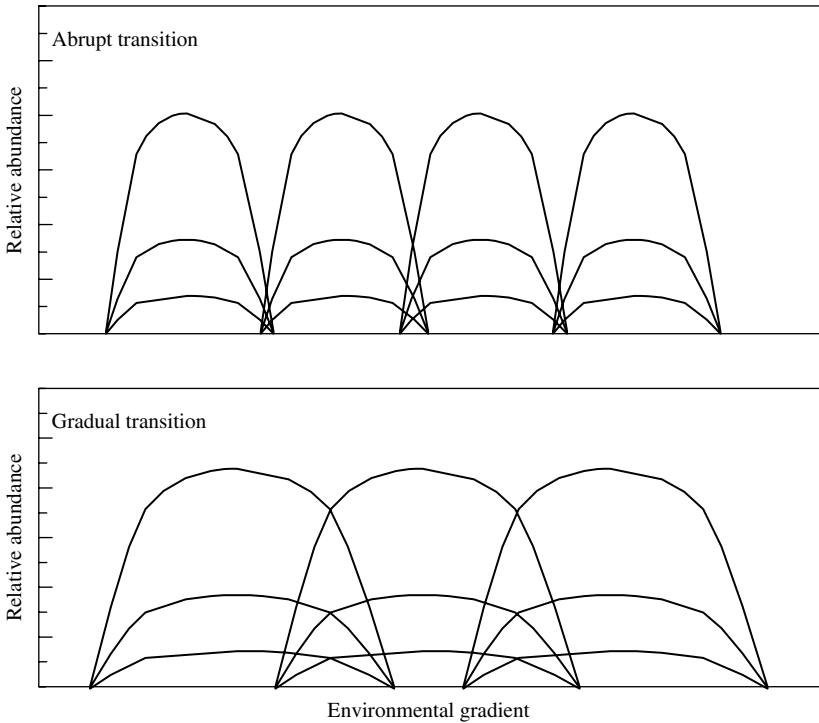 Abrupt transition
Relative abundance
Gradual transition
Relative abundance
Environmental gradient